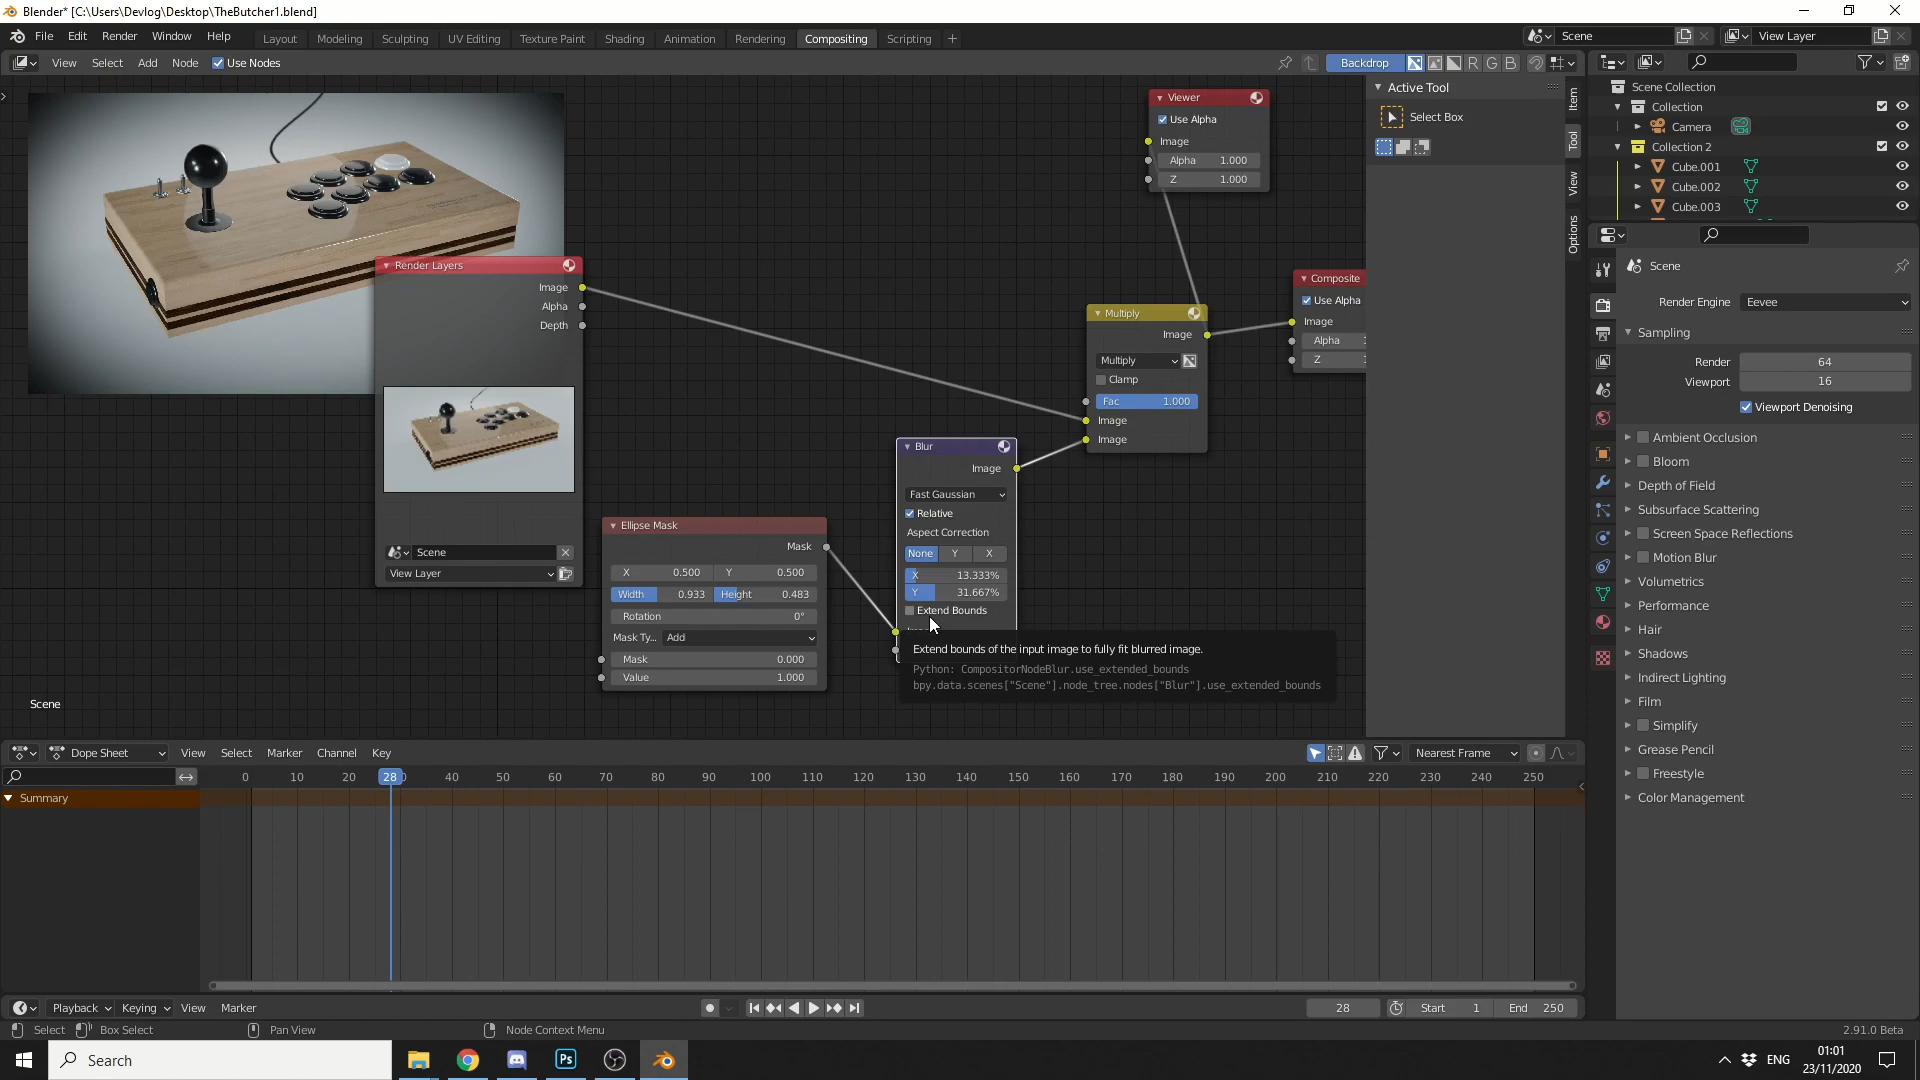 Blender* [C:\Users\Devlog\Desktop\TheButcher1.blend]
File Edit Render Window Help Layout Modeling Sculpting UV Editing Texture Paint Shading Animation Rendering Compositing Scripting Scene View Layer
View Select Add Node Use Nodes Backdrop R G B
Active Tool
Select Box
Item
Tool
View
Options
Viewer
Use Alpha
Image
Alpha 1.000
Z 1.000
Render Layers
Image
Alpha
Depth
Scene
View Layer
Multiply
Image
Multiply
Clamp
Fac 1.000
Image
Image
Composite
Use Alpha
Image
Alpha
Z
Ellipse Mask
Mask
X 0.500 Y 0.500
Width 0.933 Height 0.483
Rotation 0°
Mask Ty... Add
Mask 0.000
Value 1.000
Blur
Image
Fast Gaussian
Relative
Aspect Correction
None Y X
X 13.333%
Y 31.667%
Extend Bounds
Extend bounds of the input image to fully fit blurred image.
Python: CompositorNodeBlur.use_extended_bounds
bpy.data.scenes["Scene"].node_tree.nodes["Blur"].use_extended_bounds
Scene
Scene Collection
Collection
Camera
Collection 2
Cube.001
Cube.002
Cube.003
Scene
Render Engine Eevee
Sampling
Render 64
Viewport 16
Viewport Denoising
Ambient Occlusion
Bloom
Depth of Field
Subsurface Scattering
Screen Space Reflections
Motion Blur
Volumetrics
Performance
Hair
Shadows
Indirect Lighting
Film
Simplify
Grease Pencil
Freestyle
Color Management
Dope Sheet View Select Marker Channel Key Nearest Frame
0 10 20 28 40 50 60 70 80 90 100 110 120 130 140 150 160 170 180 190 200 210 220 230 240 250
Summary
Playback Keying View Marker 28 Start 1 End 250
Select Box Select Pan View Node Context Menu 2.91.0 Beta
Search Ps ENG 01:01
23/11/2020